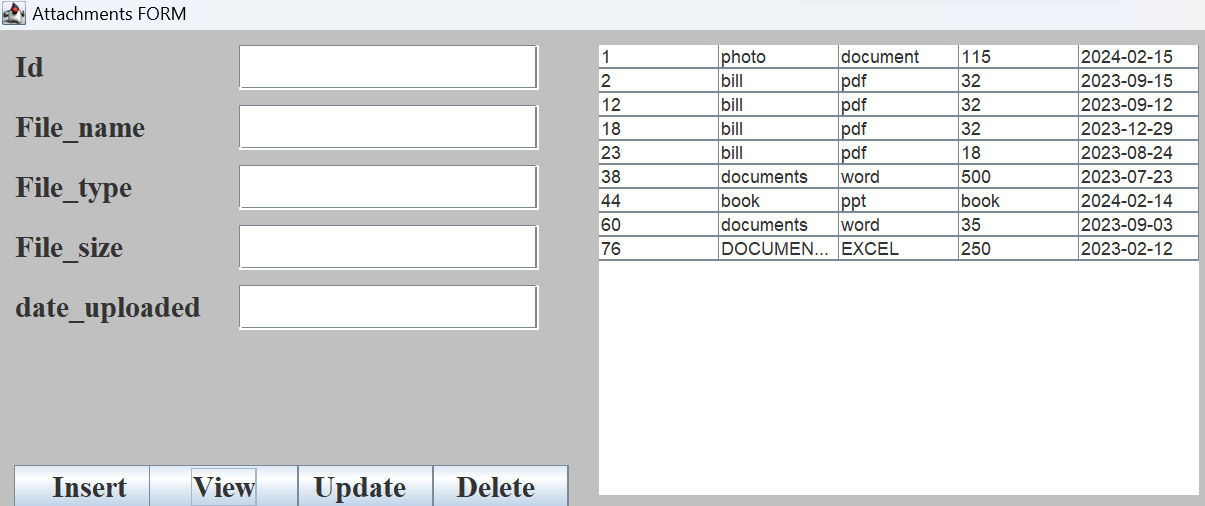 Attachments FORM
Id
File_name
File_type
File_size
date_uploaded
1 photo document 115 2024-02-15
2 bill pdf 32 2023-09-15
12 bill pdf 32 2023-09-12
18 bill pdf 32 2023-12-29
23 bill pdf 18 2023-08-24
38 documents word 500 2023-07-23
44 book ppt book 2024-02-14
60 documents word 35 2023-09-03
76 DOCUMEN... EXCEL 250 2023-02-12
Insert View Update Delete